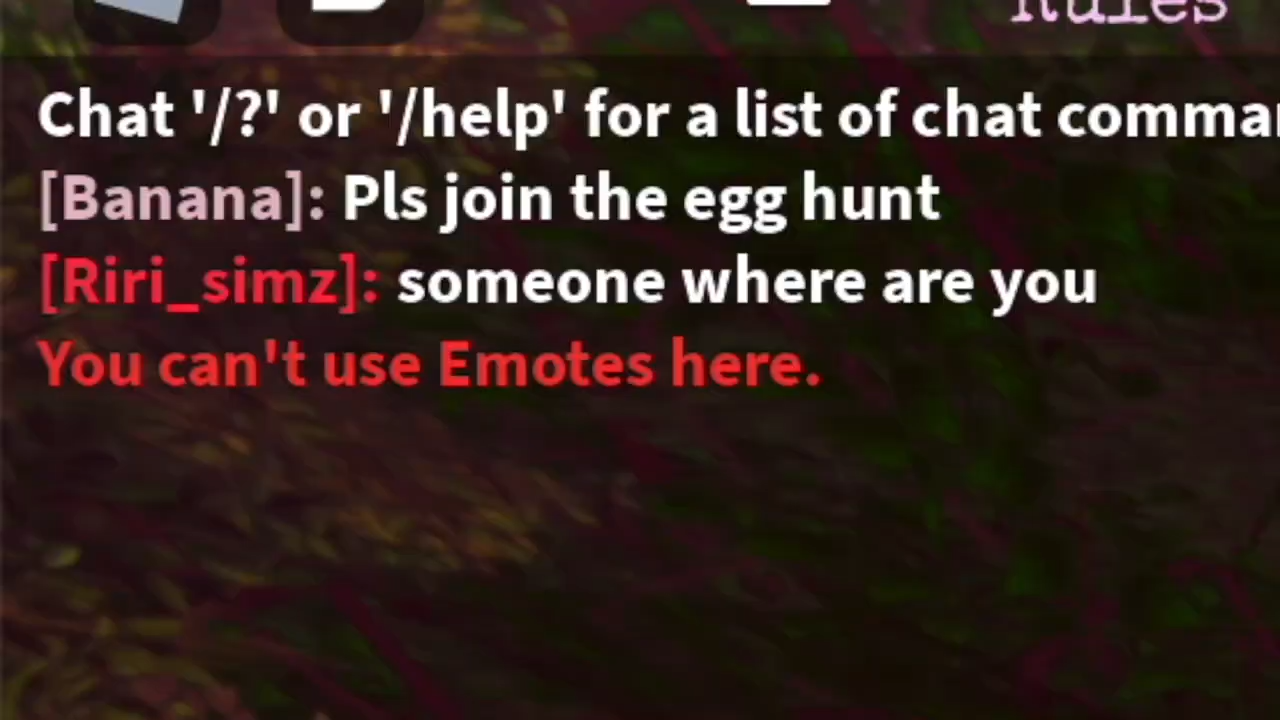 Rules
Chat '/?' or '/help' for a list of chat
[Banana]: Pls join the egg hunt
[Riri_simz]: someone where are you
You can't use Emotes here.